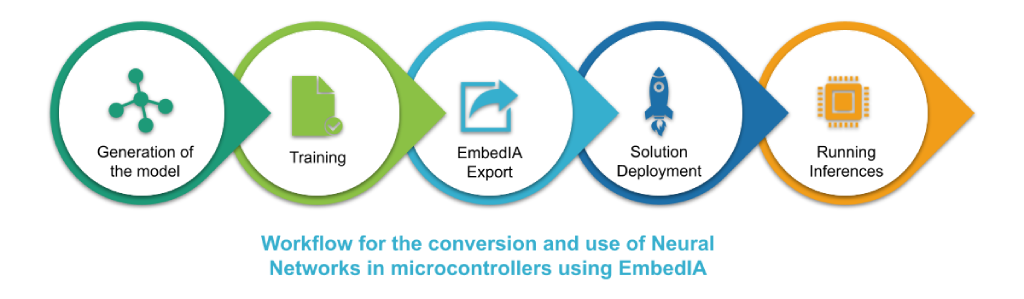 Generation of
the model
Training
EmbedIA
Export
Solution
Deployment
Running
Inferences
Workflow for the conversion and use of Neural
Networks in microcontrollers using EmbedIA